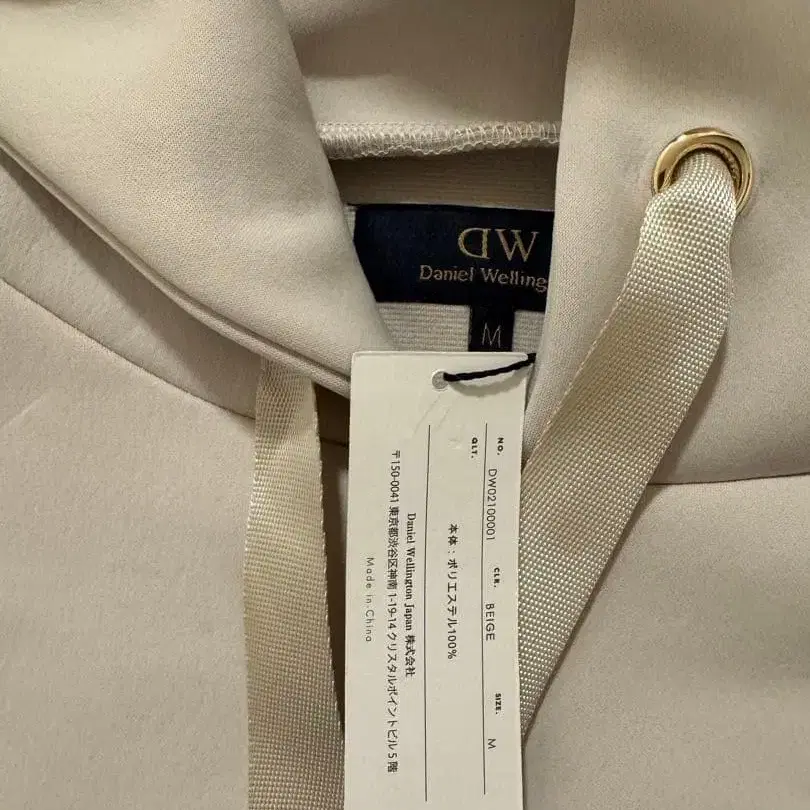 DW
Daniel Welling
M
NO. DW02100001 CLR. BEIGE SIZE. M
QLT.
本体：ポリエステル100%
Daniel Wellington Japan 株式会社
〒150-0041 東京都渋谷区神南 1-19-14 クリスタルポイントビル 5 階
Made in China